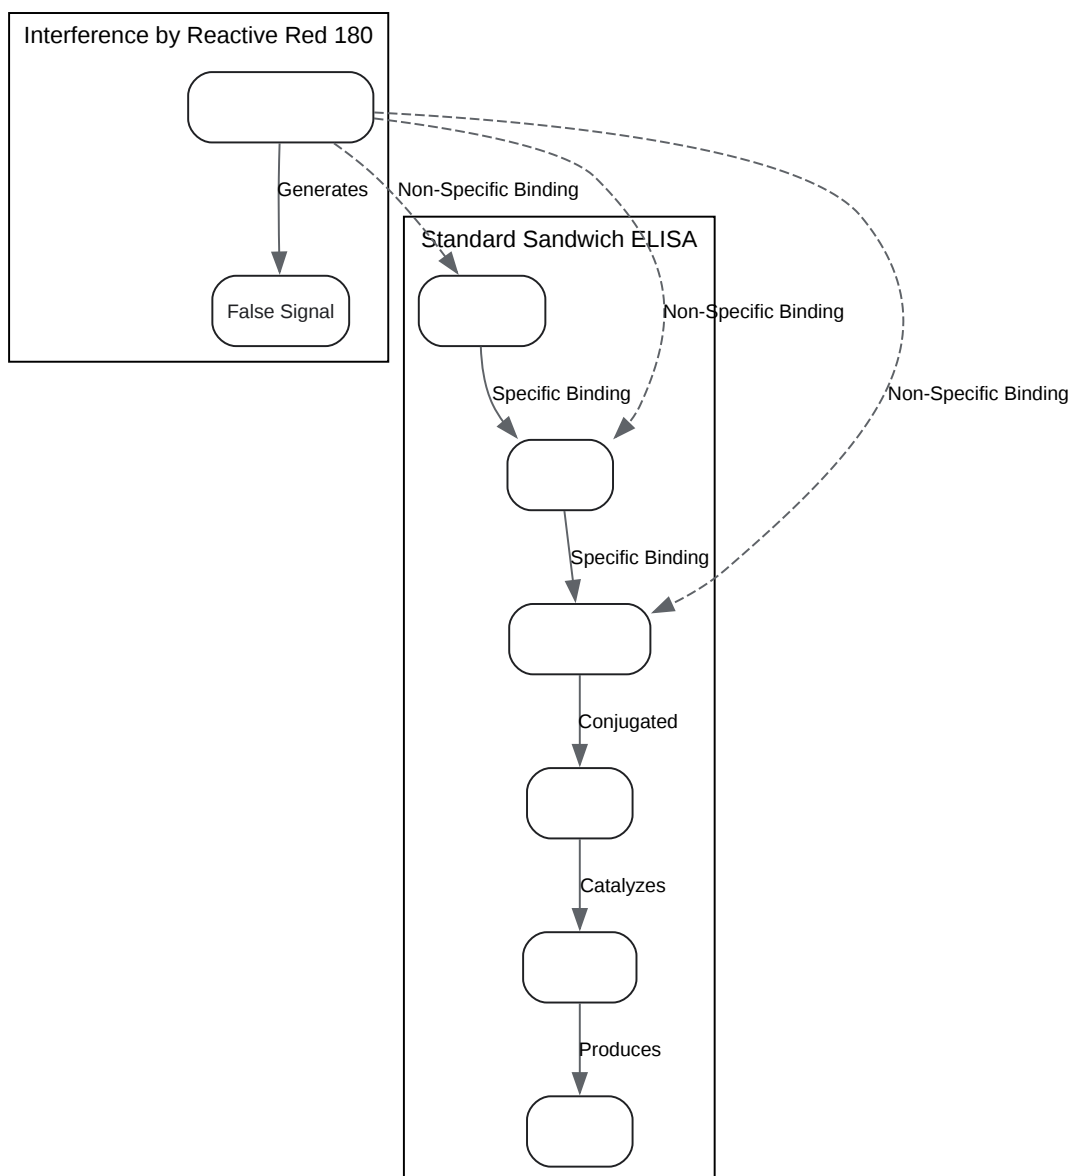 Interference by Reactive Red 180
Generates
Non-Specific Binding
Standard Sandwich ELISA
False Signal
Non-Specific Binding
Specific Binding
Non-Specific Binding
Specific Binding
Conjugated
Catalyzes
Produces